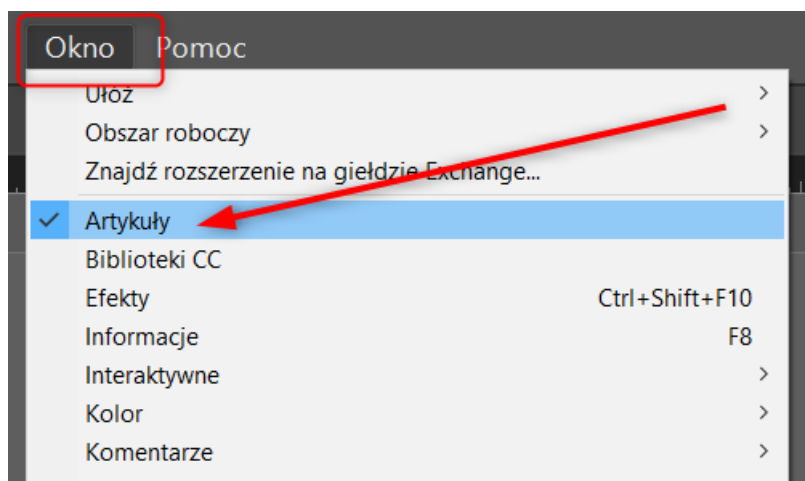 Okno Pomoc
Ułóż >
Obszar roboczy >
Znajdź rozszerzenie na giełdzie Exchange...
✓ Artykuły
Biblioteki CC
Efekty Ctrl+Shift+F10
Informacje F8
Interaktywne >
Kolor >
Komentarze >